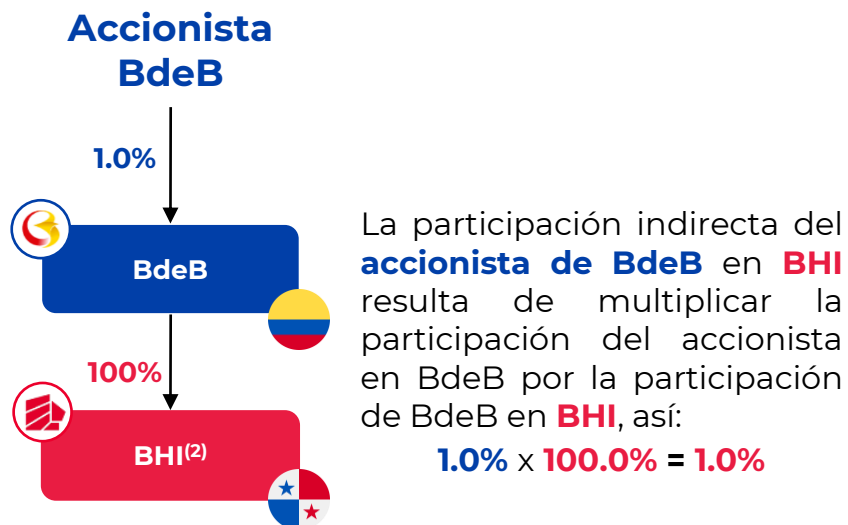 Accionista
BdeB
1.0%
BdeB
100%
BHI(2)
La participación indirecta del
accionista de BdeB en BHI
resulta de multiplicar la
participación del accionista
en BdeB por la participación
de BdeB en BHI, así:
1.0% x 100.0% = 1.0%